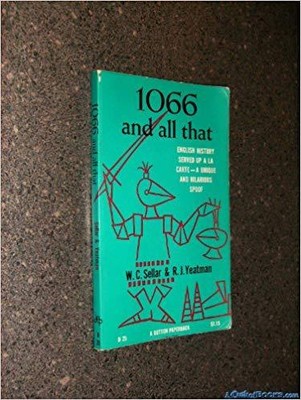 1066
and all that
ENGLISH HISTORY
SERVED UP A LA
CARTE—A UNIQUE
AND HILARIOUS
SPOOF
W. C. Sellar & R. J. Yeatman
D 25
A DUTTON PAPERBACK
$1.15
1066 and all that